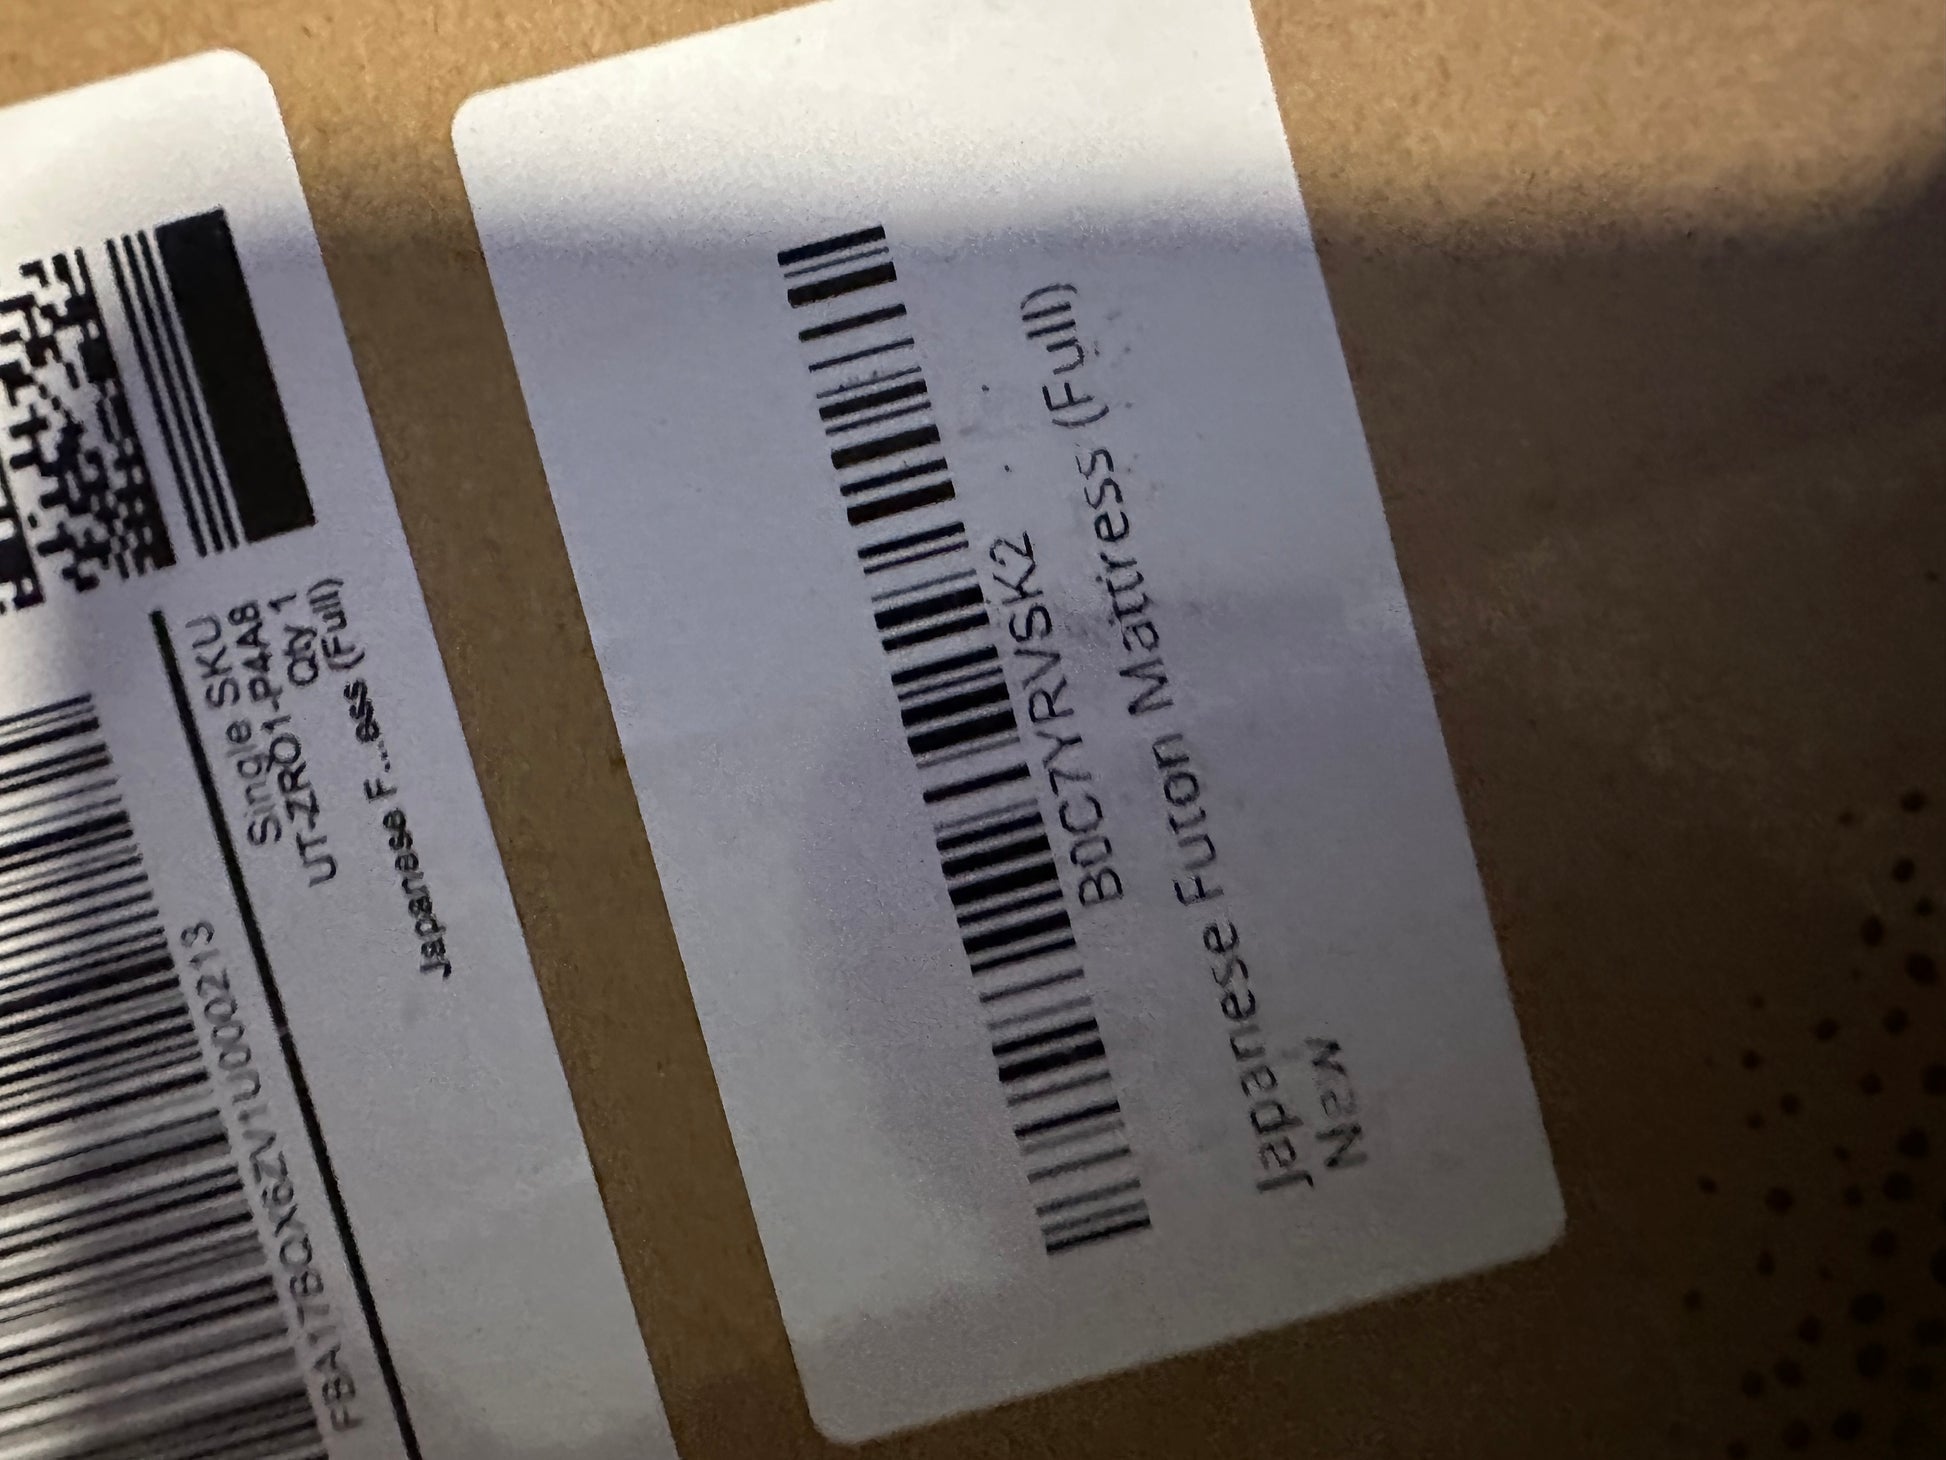 FBA17BQX6ZV1U000213
Single SKU
UT-ZRO1-P4A8
Qty 1
Japanese F...ess (Full)
B0C7YRVSK2
Japanese Futon Mattress (Full)
New